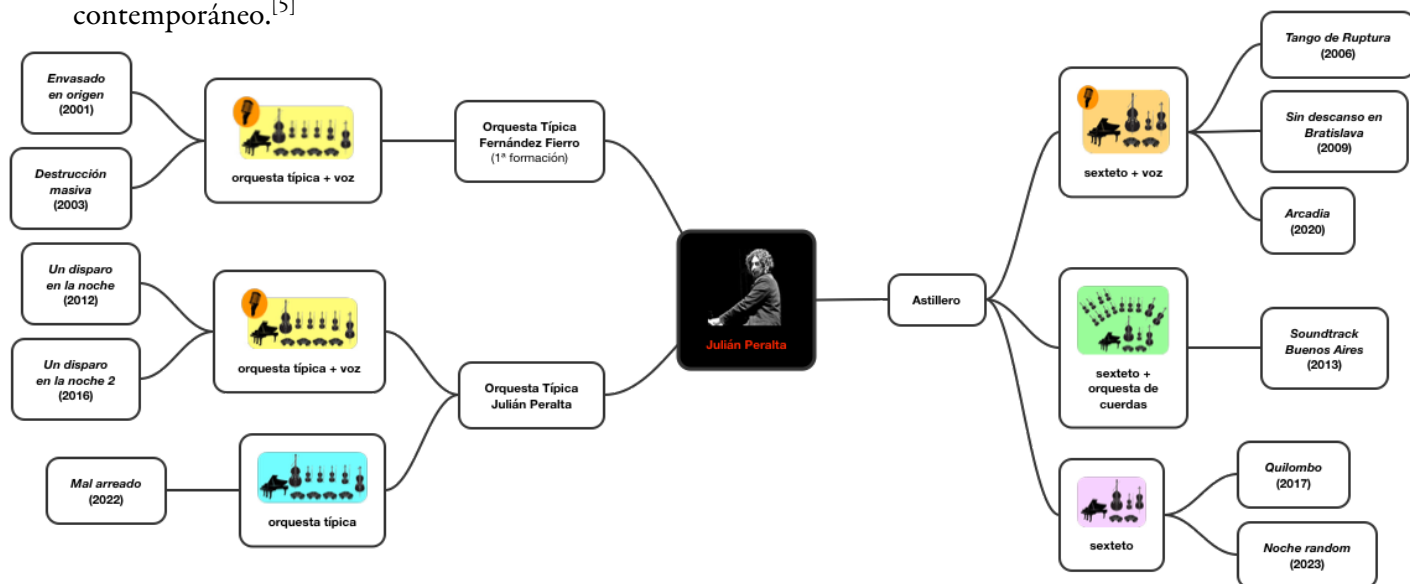 contemporáneo.[5]
Envasado
en origen
(2001)
Destrucción
masiva
(2003)
orquesta típica + voz
Orquesta Típica
Fernández Fierro
(1ª formación)
Un disparo
en la noche
(2012)
Un disparo
en la noche 2
(2016)
orquesta típica + voz
Mal arreado
(2022)
orquesta típica
Orquesta Típica
Julián Peralta
Julián Peralta
Astillero
sexteto + voz
Tango de Ruptura
(2006)
Sin descanso en
Bratislava
(2009)
Arcadia
(2020)
sexteto +
orquesta de
cuerdas
Soundtrack
Buenos Aires
(2013)
sexteto
Quilombo
(2017)
Noche random
(2023)